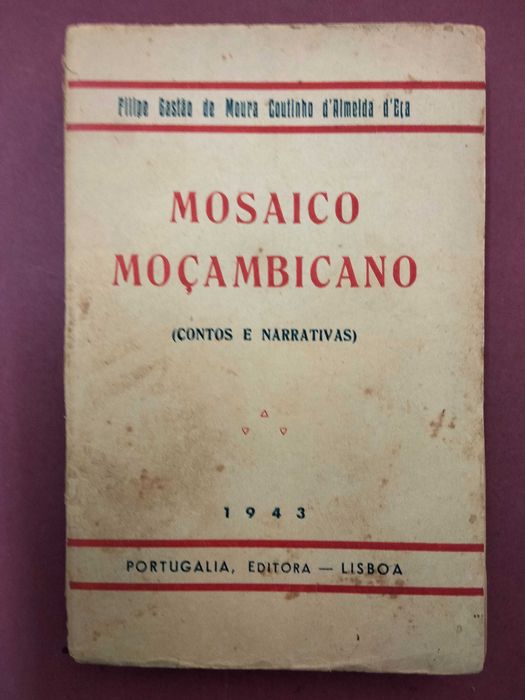 Filipe Gastão de Moura Coutinho d'Almeida d'Eça
MOSAICO
MOÇAMBICANO
(CONTOS E NARRATIVAS)
1943
PORTUGALIA, EDITORA — LISBOA